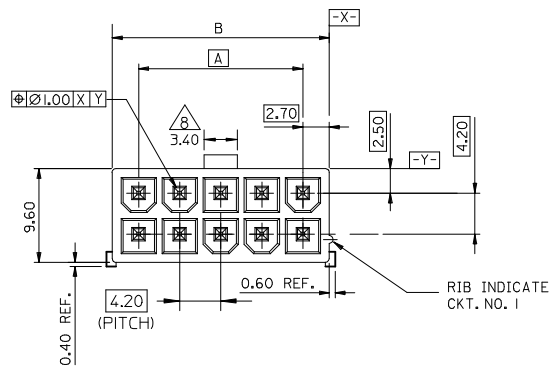 B
-X-
A
⌖ Ø1.00 X Y
8
3.40
2.70
2.50
4.20
-Y-
9.60
0.60 REF.
RIB INDICATE
CKT. NO. 1
4.20
(PITCH)
0.40 REF.